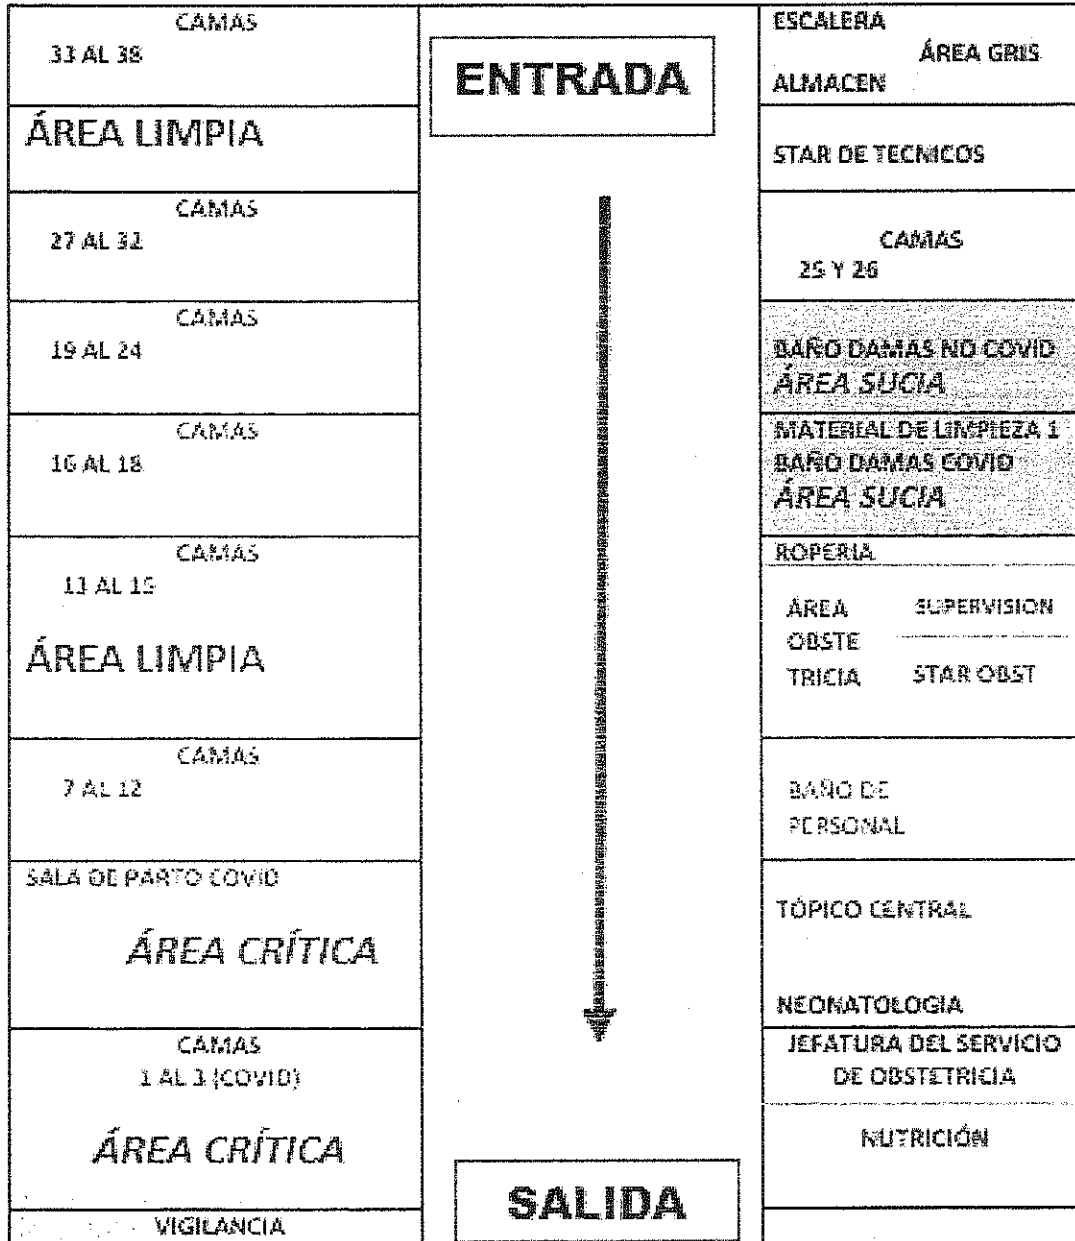 CAMAS
33 AL 38
ÁREA LIMPIA
CAMAS
27 AL 32
CAMAS
19 AL 24
CAMAS
16 AL 18
CAMAS
13 AL 15
ÁREA LIMPIA
CAMAS
7 AL 12
SALA DE PARTO COVID
ÁREA CRÍTICA
CAMAS
1 AL 3 (COVID)
ÁREA CRÍTICA
VIGILANCIA
ENTRADA
SALIDA
ESCALERA
ÁREA GRIS
ALMACEN
STAR DE TECNICOS
CAMAS
25 Y 26
BAÑO DAMAS NO COVID
ÁREA SUCIA
MATERIAL DE LIMPIEZA 1
BAÑO DAMAS COVID
ÁREA SUCIA
ROPERIA
ÁREA SUPERVISION
OBSTE
TRICIA STAR OBST
BAÑO DE
PERSONAL
TÓPICO CENTRAL
NEONATOLOGIA
JEFATURA DEL SERVICIO
DE OBSTETRICIA
NUTRICIÓN